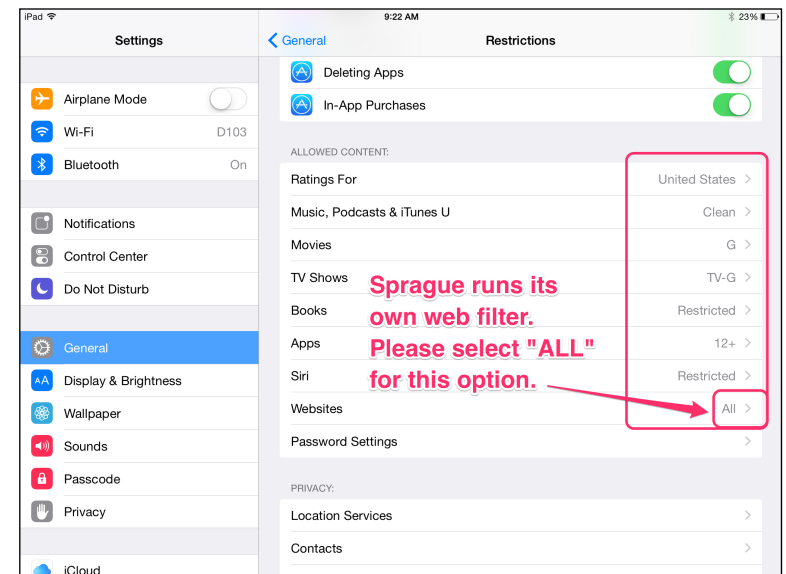 iPad 9:22 AM 23%
Settings
General Restrictions
Deleting Apps
Airplane Mode
In-App Purchases
Wi-Fi D103
Bluetooth On
ALLOWED CONTENT:
Ratings For United States
Music, Podcasts & iTunes U Clean
Notifications
Movies G
Control Center
TV Shows TV-G
Do Not Disturb
Books Restricted
Apps 12+
Siri Restricted
Websites All
Password Settings
Sprague runs its
own web filter.
Please select "ALL"
for this option.
General
AA Display & Brightness
Wallpaper
Sounds
Passcode
Privacy
iCloud
PRIVACY:
Location Services
Contacts